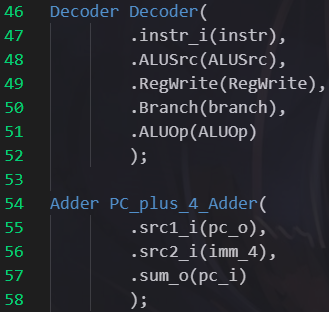 46 Decoder Decoder(
47 .instr_i(instr),
48 .ALUSrc(ALUSrc),
49 .RegWrite(RegWrite),
50 .Branch(branch),
51 .ALUOp(ALUOp)
52 );
53
54 Adder PC_plus_4_Adder(
55 .src1_i(pc_o),
56 .src2_i(imm_4),
57 .sum_o(pc_i)
58 );